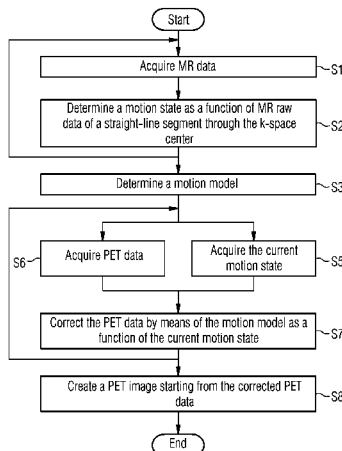 Start
Acquire MR data
S1
Determine a motion state as a function of MR raw
data of a straight-line segment through the k-space
center
S2
Determine a motion model
S3
S6
Acquire PET data
Acquire the current
motion state
S5
Correct the PET data by means of the motion model as a
function of the current motion state
S7
Create a PET image starting from the corrected PET
data
S8
End